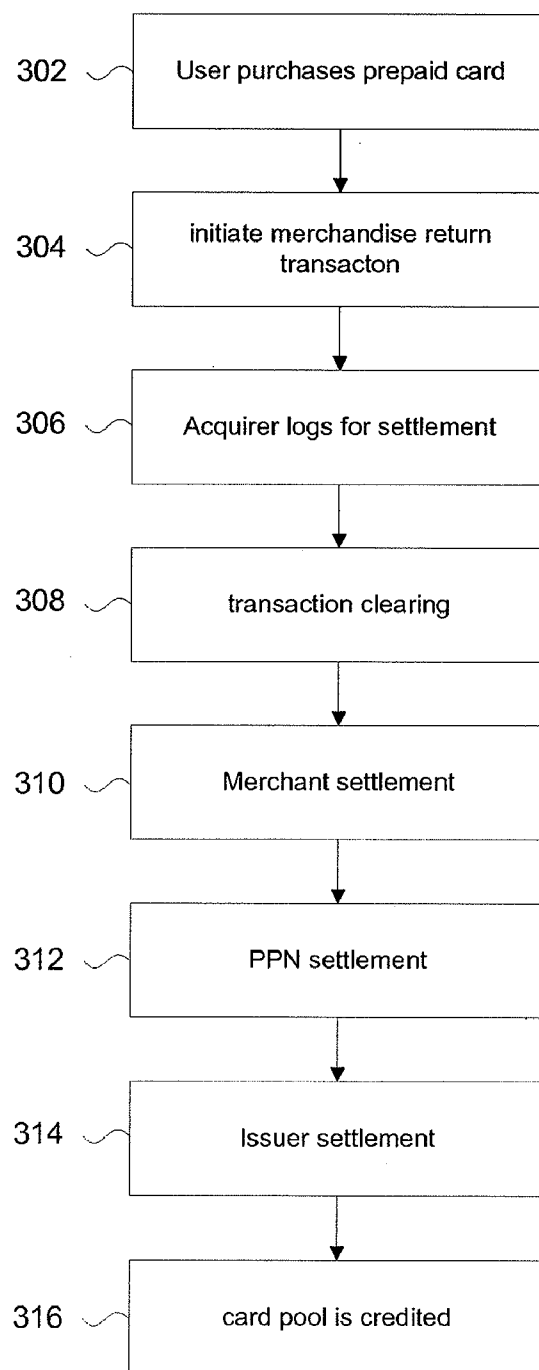 302
User purchases prepaid card
304
initiate merchandise return
transacton
306
Acquirer logs for settlement
308
transaction clearing
310
Merchant settlement
312
PPN settlement
314
Issuer settlement
316
card pool is credited